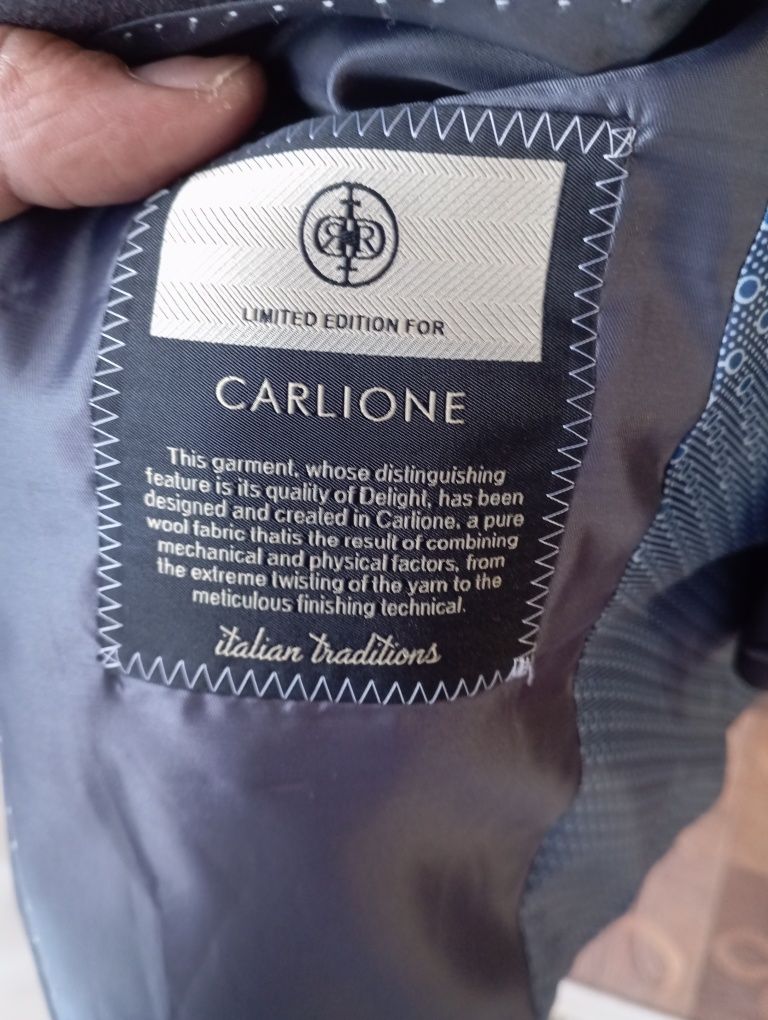 LIMITED EDITION FOR
CARLIONE
This garment, whose distinguishing
feature is its quality of Delight, has been
designed and created in Carlione. a pure
wool fabric thatis the result of combining
mechanical and physical factors, from
the extreme twisting of the yarn to the
meticulous finishing technical.
italian traditions